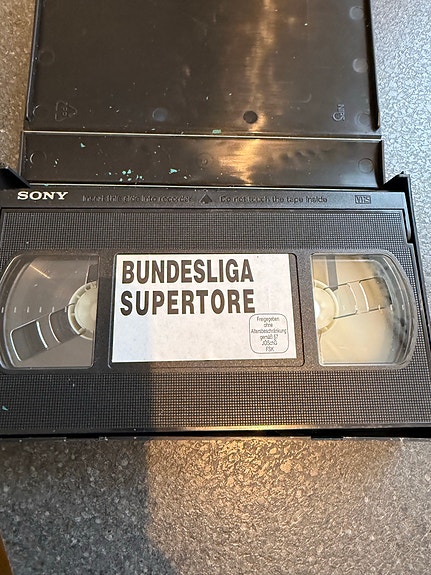 SONY
Insert this side into recorder ▲ Do not touch the tape inside
VHS
BUNDESLIGA
SUPERTORE
Freigegeben
ohne
Altersbeschränkung
gemäß §7
JÖSchG
FSK